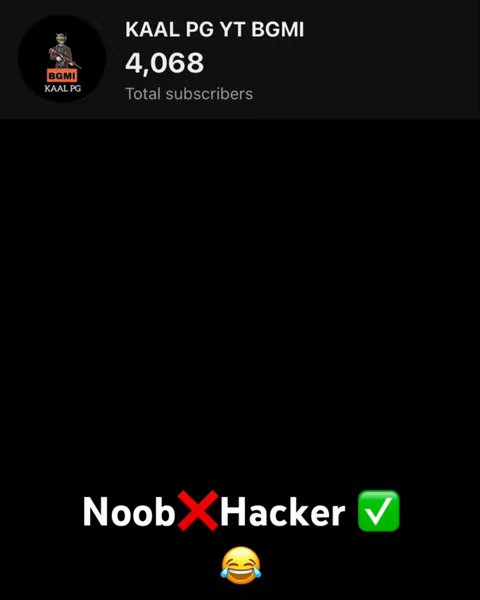 KAAL PG YT BGMI
4,068
Total subscribers
BGMI
KAAL PG
Noob❌Hacker ✅
😂